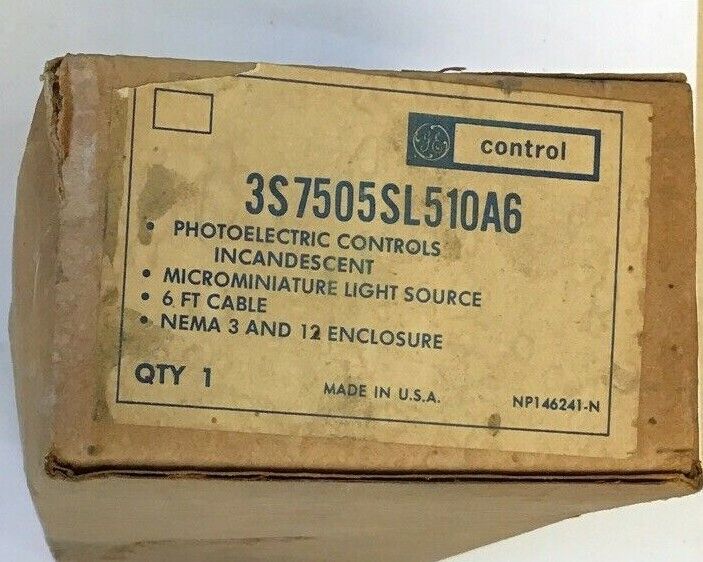 GE control
3S7505SL510A6
• PHOTOELECTRIC CONTROLS
INCANDESCENT
• MICROMINIATURE LIGHT SOURCE
• 6 FT CABLE
• NEMA 3 AND 12 ENCLOSURE
QTY 1
MADE IN U.S.A.
NP146241-N